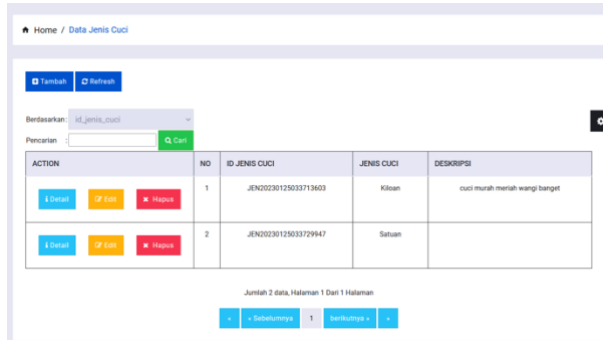 Home / Data Jenis Cuci
Tambah Refresh
Berdasarkan: id_jenis_cuci
Pencarian : Cari
ACTION NO ID JENIS CUCI JENIS CUCI DESKRIPSI
Detail Edit Hapus 1 JEN20230125033713603 Kiloan cuci murah meriah wangi banget
Detail Edit Hapus 2 JEN20230125033729947 Satuan
Jumlah 2 data, Halaman 1 Dari 1 Halaman
« « Sebelumnya 1 berikutnya » »